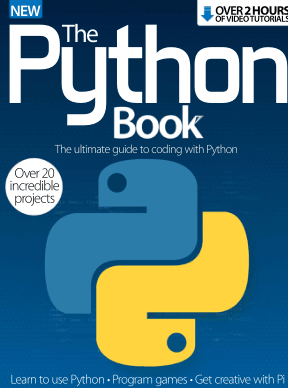 NEW
OVER 2 HOURS
OF VIDEO TUTORIALS
The
Python
Book
The ultimate guide to coding with Python
Over 20
incredible
projects
Learn to use Python • Program games • Get creative with Pi